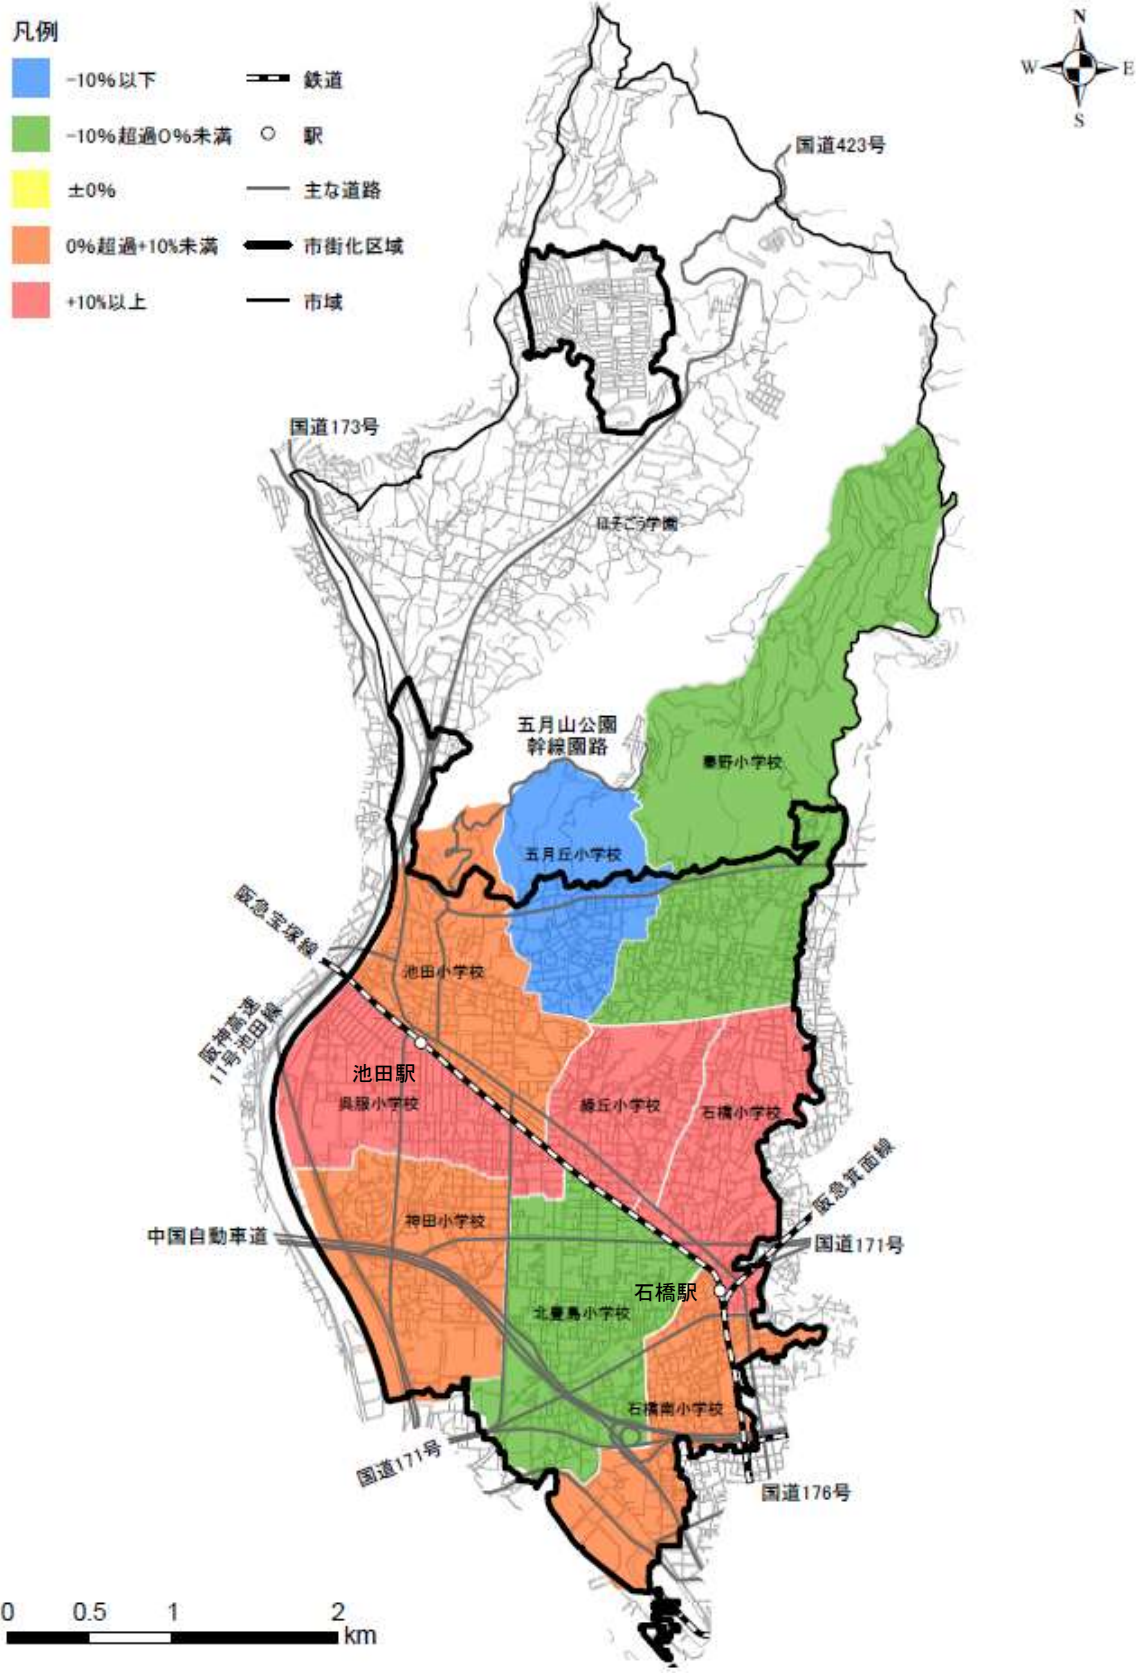 凡例
-10%以下
鉄道
-10%超過0%未満
駅
±0%
主な道路
0%超過+10%未満
市街化区域
+10%以上
市域
N
W
E
S
国道423号
国道173号
ほそごう学園
五月山公園
幹線園路
秦野小学校
五月丘小学校
阪急宝塚線
池田小学校
阪神高速
11号池田線
池田駅
呉服小学校
緑丘小学校
石橋小学校
阪急箕面線
神田小学校
中国自動車道
国道171号
石橋駅
北豊島小学校
石橋南小学校
国道171号
国道176号
0
0.5
1
2
km